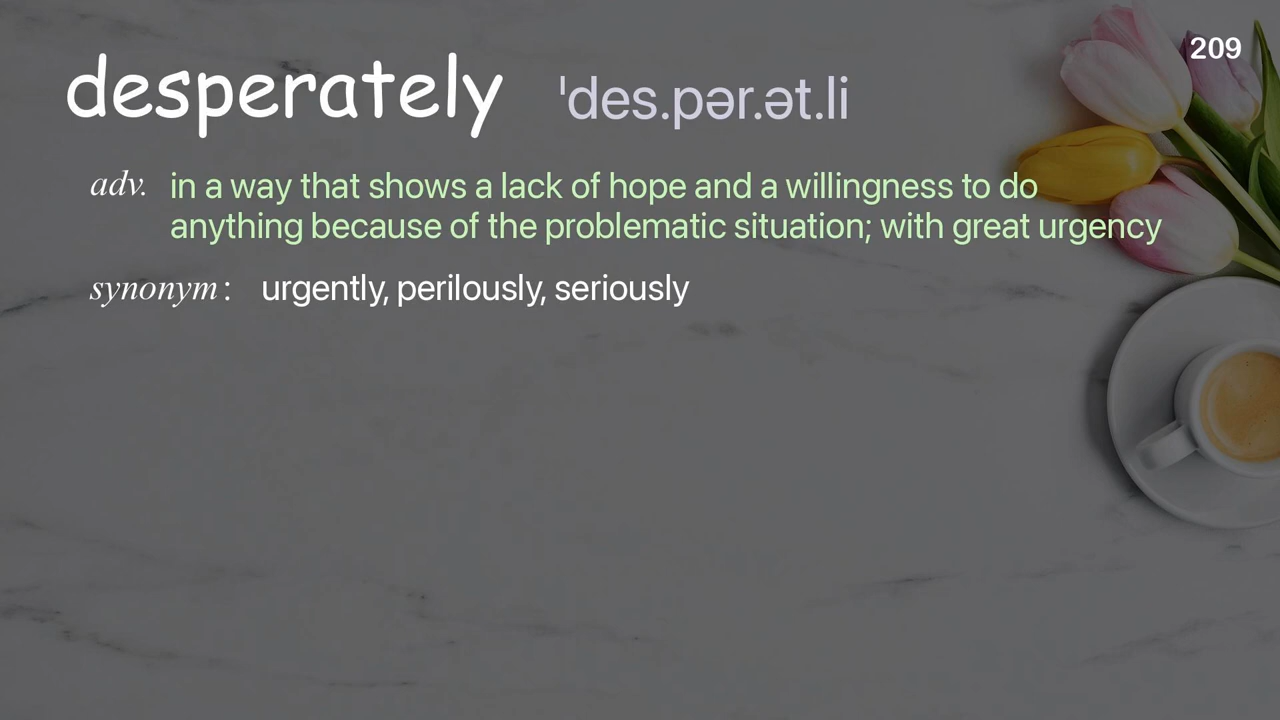 209
desperately ˈdes.pər.ət.li
adv. in a way that shows a lack of hope and a willingness to do
anything because of the problematic situation; with great urgency
synonym : urgently, perilously, seriously